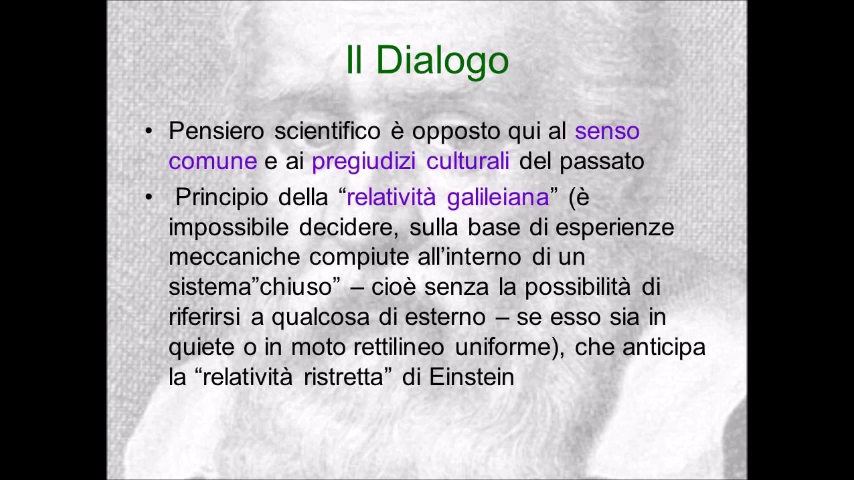 Il Dialogo
• Pensiero scientifico è opposto qui al senso
comune e ai pregiudizi culturali del passato
• Principio della “relatività galileiana” (è
impossibile decidere, sulla base di esperienze
meccaniche compiute all’interno di un
sistema”chiuso” – cioè senza la possibilità di
riferirsi a qualcosa di esterno – se esso sia in
quiete o in moto rettilineo uniforme), che anticipa
la “relatività ristretta” di Einstein